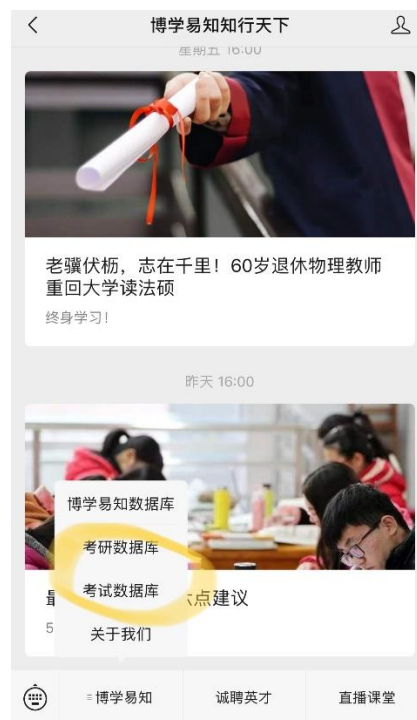 博学易知知行天下
星期五 16:00
老骥伏枥，志在千里！60岁退休物理教师
重回大学读法硕
终身学习！
昨天 16:00
博学易知数据库
考研数据库
考试数据库
点建议
5
关于我们
博学易知
诚聘英才
直播课堂